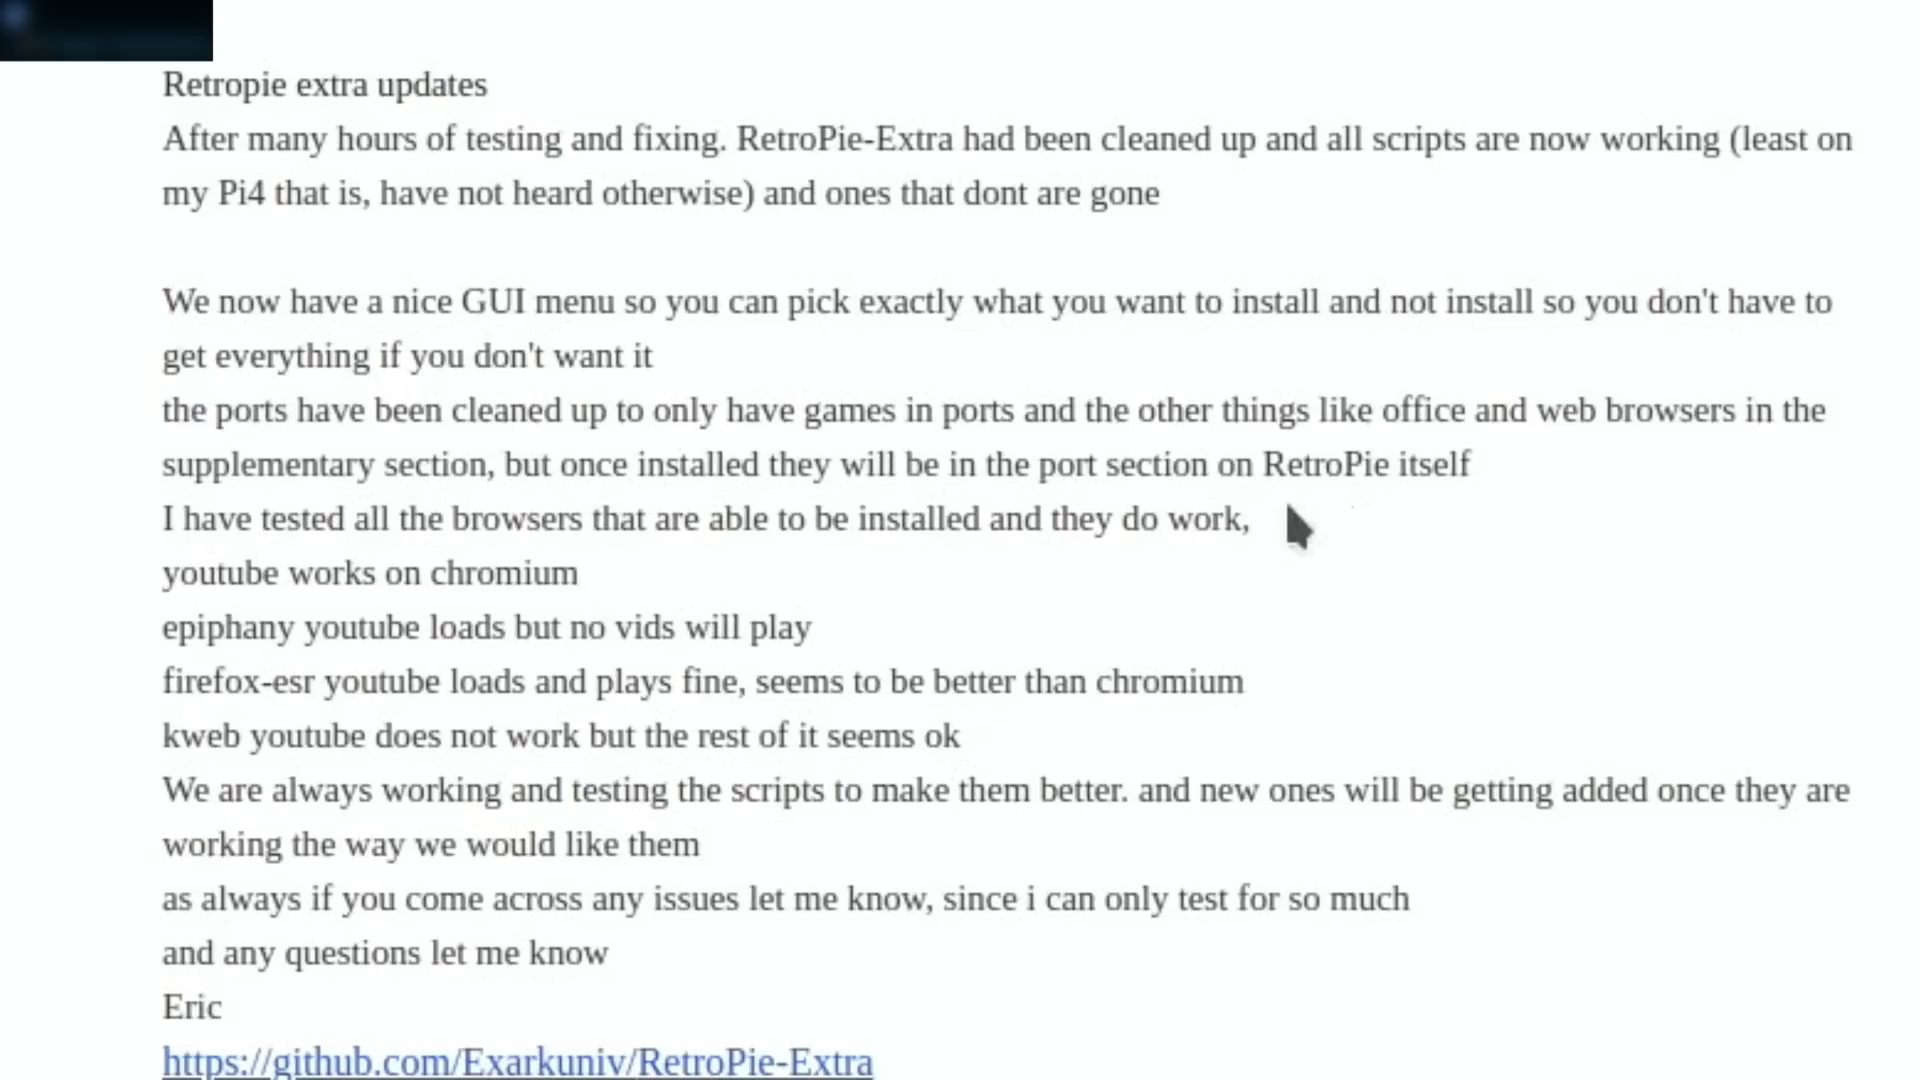 Retropie extra updates
After many hours of testing and fixing. RetroPie-Extra had been cleaned up and all scripts are now working (least on
my Pi4 that is, have not heard otherwise) and ones that dont are gone
We now have a nice GUI menu so you can pick exactly what you want to install and not install so you don't have to
get everything if you don't want it
the ports have been cleaned up to only have games in ports and the other things like office and web browsers in the
supplementary section, but once installed they will be in the port section on RetroPie itself
I have tested all the browsers that are able to be installed and they do work,
youtube works on chromium
epiphany youtube loads but no vids will play
firefox-esr youtube loads and plays fine, seems to be better than chromium
kweb youtube does not work but the rest of it seems ok
We are always working and testing the scripts to make them better. and new ones will be getting added once they are
working the way we would like them
as always if you come across any issues let me know, since i can only test for so much
and any questions let me know
Eric
https://github.com/Exarkuniv/RetroPie-Extra